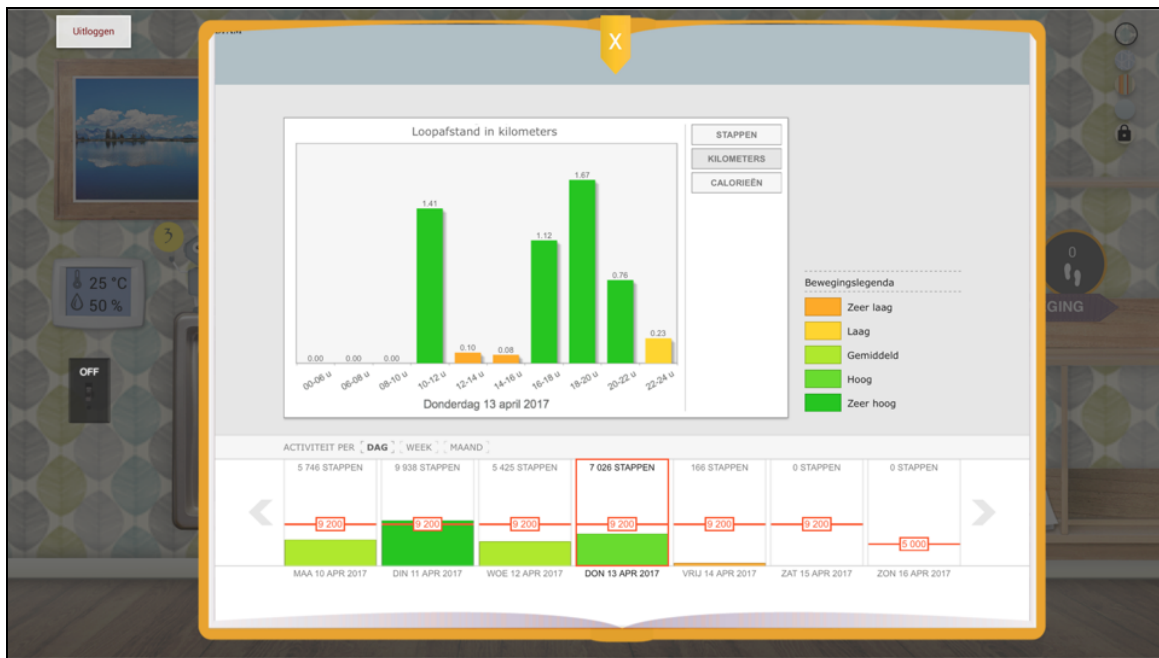 Uitloggen
X
Loopafstand in kilometers
STAPPEN
KILOMETERS
CALORIEËN
1.67
1.41
1.12
0.76
0.23
0.10
0.08
0.00 0.00 0.00
00-06 u 06-08 u 08-10 u 10-12 u 12-14 u 14-16 u 16-18 u 18-20 u 20-22 u 22-24 u
Donderdag 13 april 2017
Bewegingslegenda
Zeer laag
Laag
Gemiddeld
Hoog
Zeer hoog
3
25 °C
50 %
OFF
0
GING
ACTIVITEIT PER DAG WEEK MAAND
5 746 STAPPEN 9 938 STAPPEN 5 425 STAPPEN 7 026 STAPPEN 166 STAPPEN 0 STAPPEN 0 STAPPEN
9 200 9 200 9 200 9 200 9 200 9 200 5 000
MAA 10 APR 2017 DIN 11 APR 2017 WOE 12 APR 2017 DON 13 APR 2017 VRIJ 14 APR 2017 ZAT 15 APR 2017 ZON 16 APR 2017